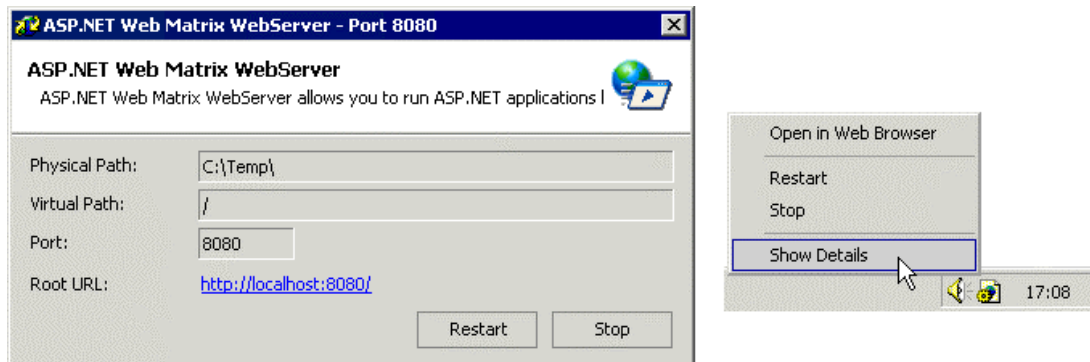 ASP.NET Web Matrix WebServer - Port 8080
ASP.NET Web Matrix WebServer
ASP.NET Web Matrix WebServer allows you to run ASP.NET applications l
Physical Path: C:\Temp\
Virtual Path: /
Port: 8080
Root URL: http://localhost:8080/
Restart Stop
Open in Web Browser
Restart
Stop
Show Details
17:08